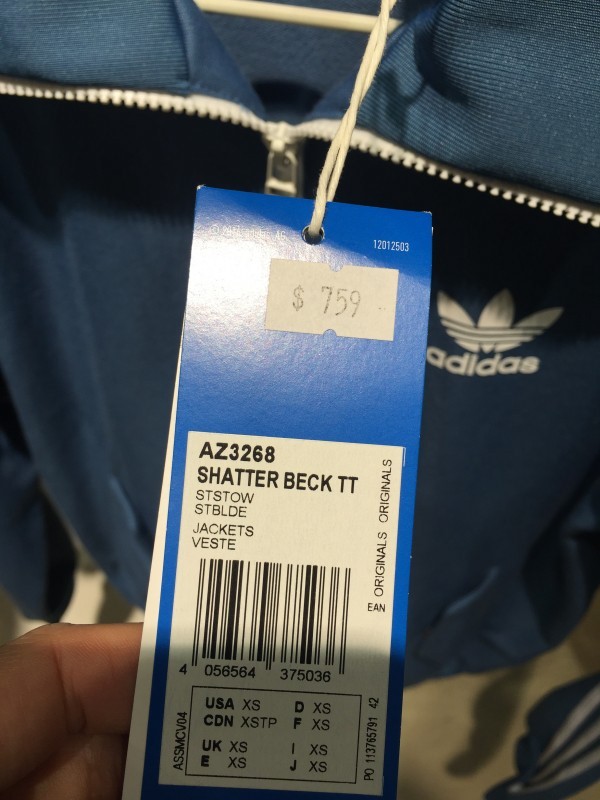 12012503
$ 759
adidas
AZ3268
SHATTER BECK TT
STSTOW
STBLDE
JACKETS
VESTE
EAN ORIGINALS ORIGINALS
4 056564 375036
ASSMCV04
USA XS D XS
CDN XSTP F XS
UK XS I XS
E XS J XS
PO 113765791 42